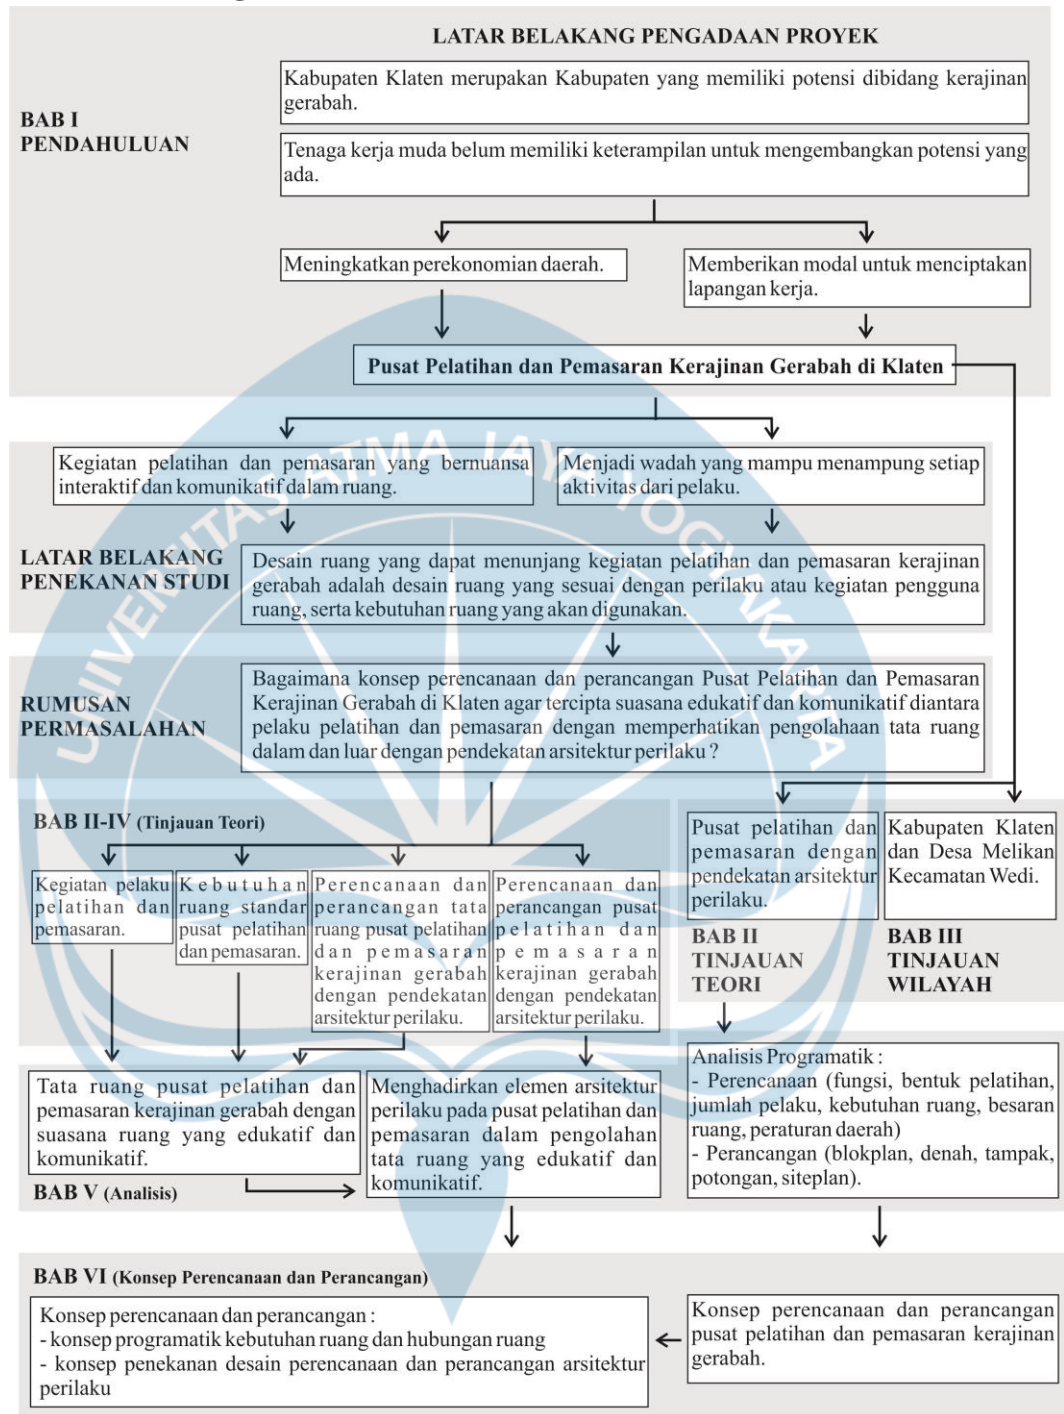 LATAR BELAKANG PENGADAAN PROYEK
Kabupaten Klaten merupakan Kabupaten yang memiliki potensi dibidang kerajinan
gerabah.
BAB I
PENDAHULUAN
Tenaga kerja muda belum memiliki keterampilan untuk mengembangkan potensi yang
ada.
Meningkatkan perekonomian daerah.
Memberikan modal untuk menciptakan
lapangan kerja.
Pusat Pelatihan dan Pemasaran Kerajinan Gerabah di Klaten
Kegiatan pelatihan dan pemasaran yang bernuansa
interaktif dan komunikatif dalam ruang.
Menjadi wadah yang mampu menampung setiap
aktivitas dari pelaku.
LATAR BELAKANG
PENEKANAN STUDI
Desain ruang yang dapat menunjang kegiatan pelatihan dan pemasaran kerajinan
gerabah adalah desain ruang yang sesuai dengan perilaku atau kegiatan pengguna
ruang, serta kebutuhan ruang yang akan digunakan.
RUMUSAN
PERMASALAHAN
Bagaimana konsep perencanaan dan perancangan Pusat Pelatihan dan Pemasaran
Kerajinan Gerabah di Klaten agar tercipta suasana edukatif dan komunikatif diantara
pelaku pelatihan dan pemasaran dengan memperhatikan pengolahaan tata ruang
dalam dan luar dengan pendekatan arsitektur perilaku ?
BAB II-IV (Tinjauan Teori)
Kegiatan pelaku
pelatihan dan
pemasaran.
Kebutuhan
ruang standar
pusat pelatihan
dan pemasaran.
Perencanaan dan
perancangan tata
ruang pusat pelatihan
dan pemasaran
kerajinan gerabah
dengan pendekatan
arsitektur perilaku.
Perencanaan dan
perancangan pusat
pelatihan dan
pemasaran
kerajinan gerabah
dengan pendekatan
arsitektur perilaku.
Pusat pelatihan dan
pemasaran dengan
pendekatan arsitektur
perilaku.
BAB II
TINJAUAN
TEORI
Kabupaten Klaten
dan Desa Melikan
Kecamatan Wedi.
BAB III
TINJAUAN
WILAYAH
Tata ruang pusat pelatihan dan
pemasaran kerajinan gerabah dengan
suasana ruang yang edukatif dan
komunikatif.
BAB V (Analisis)
Menghadirkan elemen arsitektur
perilaku pada pusat pelatihan dan
pemasaran dalam pengolahan
tata ruang yang edukatif dan
komunikatif.
Analisis Programatik :
- Perencanaan (fungsi, bentuk pelatihan,
jumlah pelaku, kebutuhan ruang, besaran
ruang, peraturan daerah)
- Perancangan (blokplan, denah, tampak,
potongan, siteplan).
BAB VI (Konsep Perencanaan dan Perancangan)
Konsep perencanaan dan perancangan :
- konsep programatik kebutuhan ruang dan hubungan ruang
- konsep penekanan desain perencanaan dan perancangan arsitektur
perilaku
Konsep perencanaan dan perancangan
pusat pelatihan dan pemasaran kerajinan
gerabah.
UNIVERSITAS ATMA JAYA YOGYAKARTA